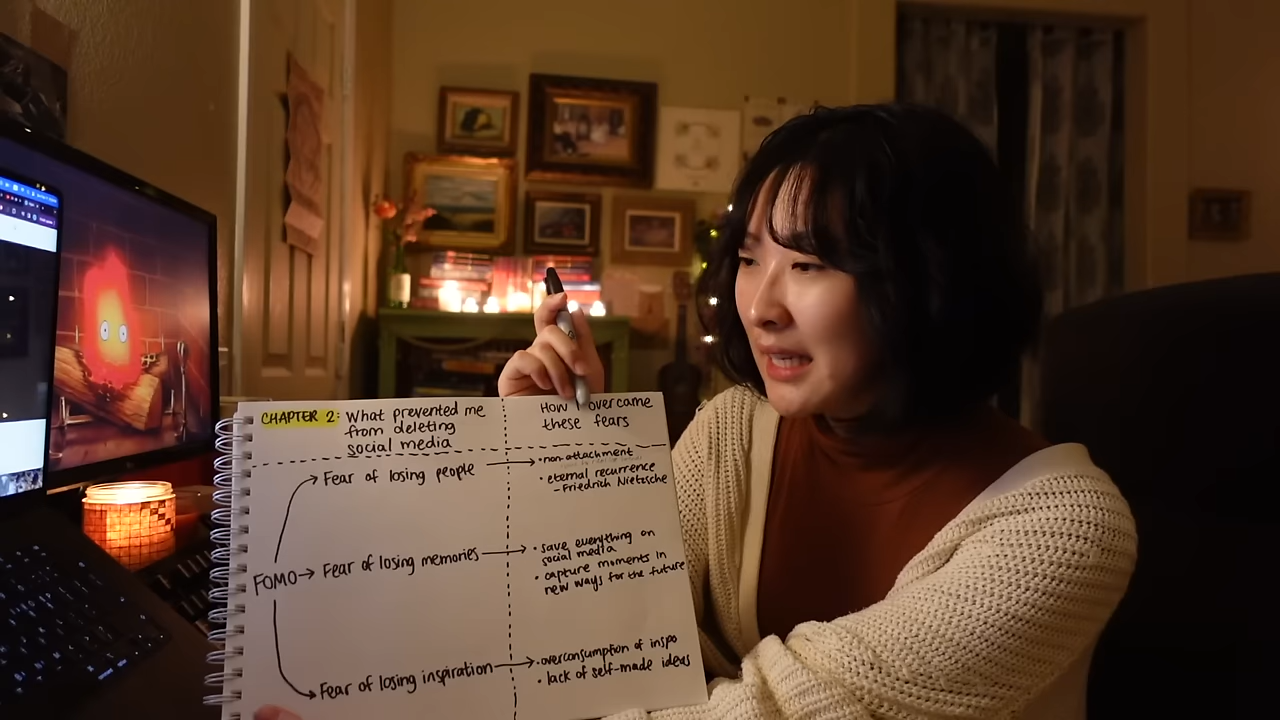 CHAPTER 2: What prevented me
from deleting
social media
How I overcame
these fears
Fear of losing people
• non-attachment
• eternal recurrence
- Friedrich Nietzsche
FOMO → Fear of losing memories
• save everything on
social media
• capture moments in
new ways for the future
Fear of losing inspiration
• overconsumption of inspo
• lack of self-made ideas